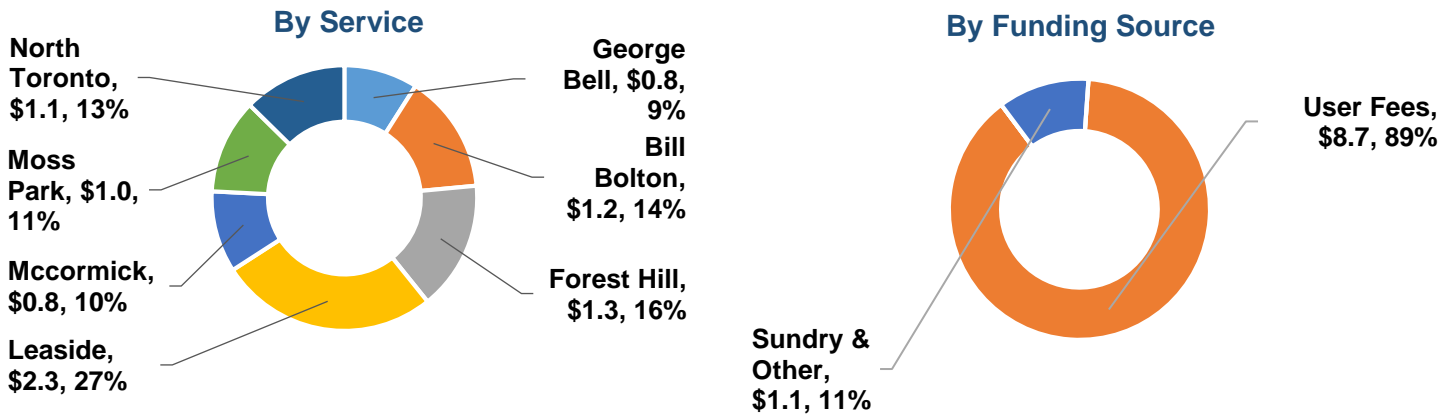 By Service
North
Toronto,
$1.1, 13%
Moss
Park, $1.0,
11%
Mccormick,
$0.8, 10%
Leaside,
$2.3, 27%
George
Bell, $0.8,
9%
Bill
Bolton,
$1.2, 14%
Forest Hill,
$1.3, 16%
By Funding Source
User Fees,
$8.7, 89%
Sundry &
Other,
$1.1, 11%